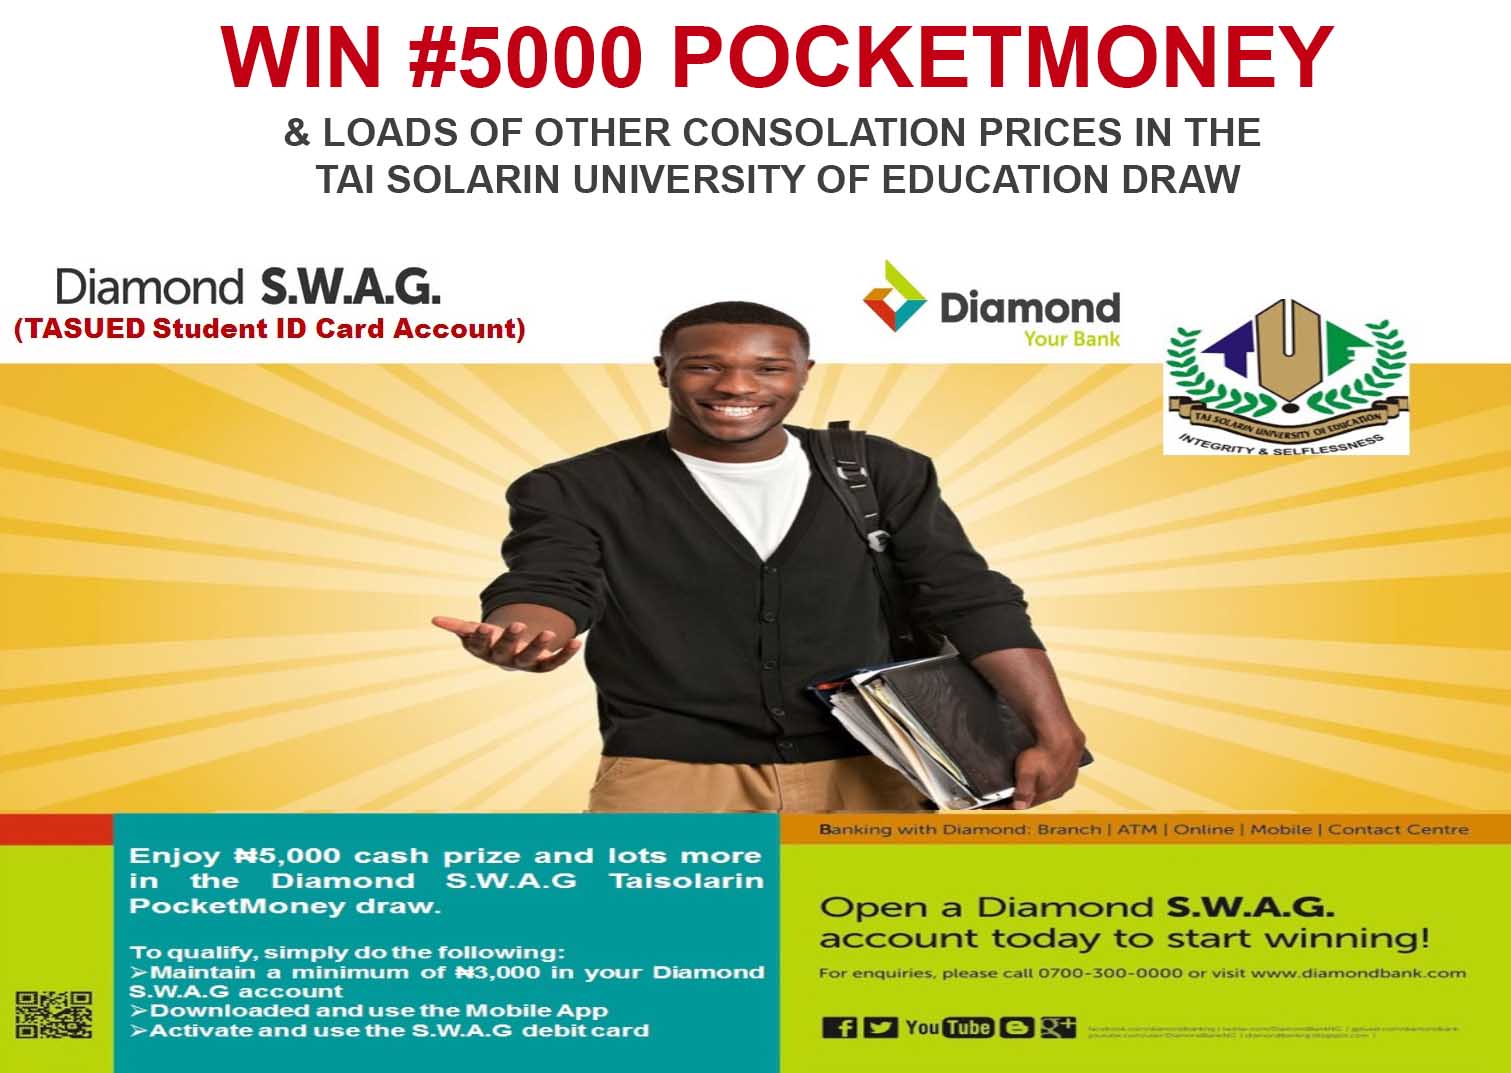 WIN #5000 POCKETMONEY
& LOADS OF OTHER CONSOLATION PRICES IN THE
TAI SOLARIN UNIVERSITY OF EDUCATION DRAW
Diamond S.W.A.G.
(TASUED Student ID Card Account)
Diamond
Your Bank
TAI SOLARIN UNIVERSITY OF EDUCATION
INTEGRITY & SELFLESSNESS
Enjoy ₦5,000 cash prize and lots more
in the Diamond S.W.A.G Taisolarin
PocketMoney draw.
To qualify, simply do the following:
➢Maintain a minimum of ₦3,000 in your Diamond
S.W.A.G account
➢Downloaded and use the Mobile App
➢Activate and use the S.W.A.G debit card
Banking with Diamond: Branch | ATM | Online | Mobile | Contact Centre
Open a Diamond S.W.A.G.
account today to start winning!
For enquiries, please call 0700-300-0000 or visit www.diamondbank.com
You Tube